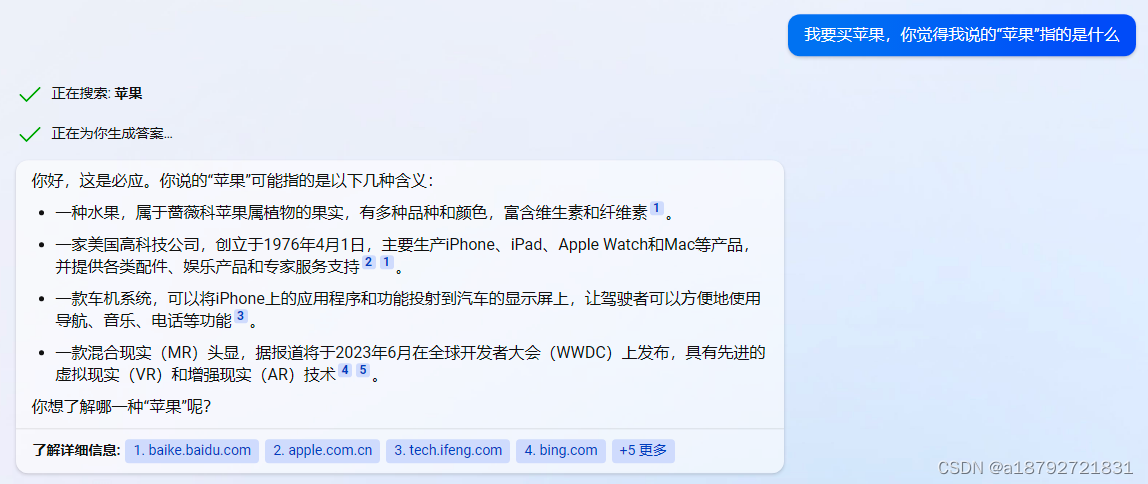 我要买苹果，你觉得我说的“苹果”指的是什么
正在搜索: 苹果
正在为你生成答案...
你好，这是必应。你说的“苹果”可能指的是以下几种含义：
• 一种水果，属于蔷薇科苹果属植物的果实，有多种品种和颜色，富含维生素和纤维素 1 。
• 一家美国高科技公司，创立于1976年4月1日，主要生产iPhone、iPad、Apple Watch和Mac等产品，
并提供各类配件、娱乐产品和专家服务支持 2 1 。
• 一款车机系统，可以将iPhone上的应用程序和功能投射到汽车的显示屏上，让驾驶者可以方便地使用
导航、音乐、电话等功能 3 。
• 一款混合现实（MR）头显，据报道将于2023年6月在全球开发者大会（WWDC）上发布，具有先进的
虚拟现实（VR）和增强现实（AR）技术 4 5 。
你想了解哪一种“苹果”呢？
了解详细信息: 1. baike.baidu.com 2. apple.com.cn 3. tech.ifeng.com 4. bing.com +5 更多
CSDN @a18792721831